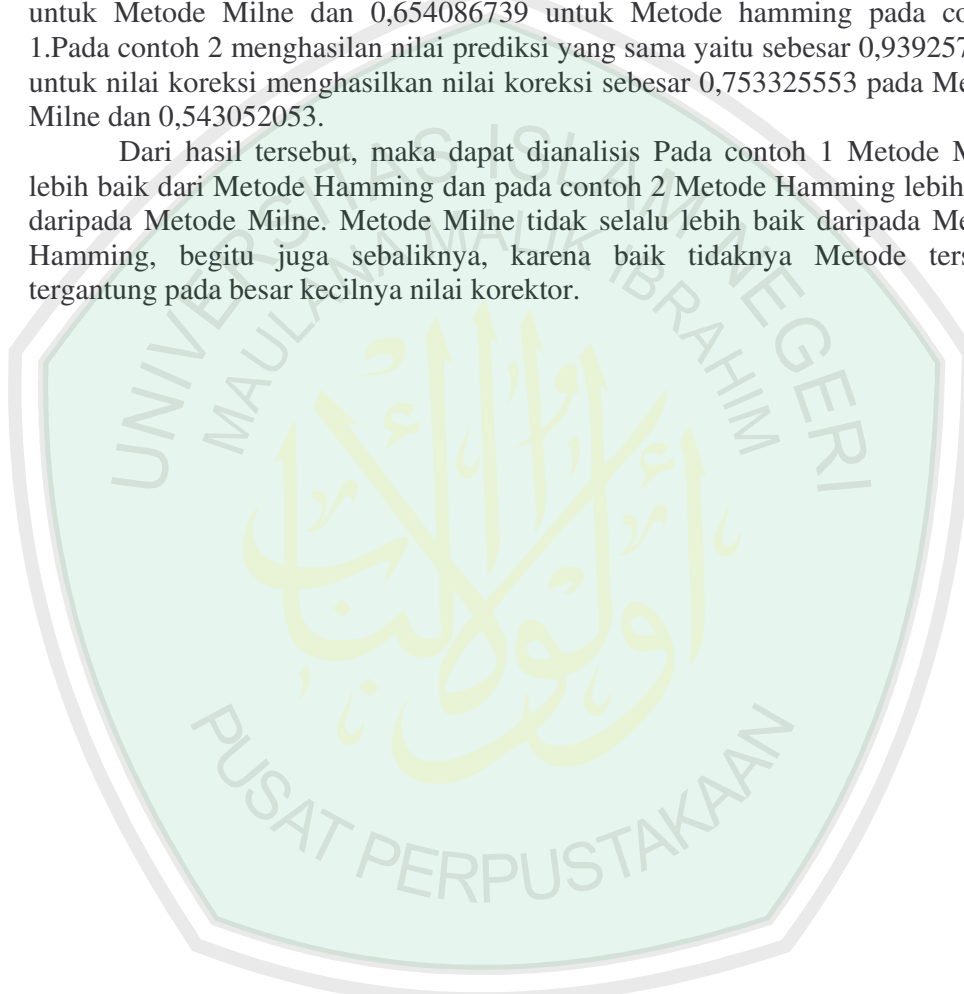 untuk Metode Milne dan 0,654086739 untuk Metode hamming pada co
1.Pada contoh 2 menghasilan nilai prediksi yang sama yaitu sebesar 0,939257
untuk nilai koreksi menghasilkan nilai koreksi sebesar 0,753325553 pada Me
Milne dan 0,543052053.
Dari hasil tersebut, maka dapat dianalisis Pada contoh 1 Metode M
lebih baik dari Metode Hamming dan pada contoh 2 Metode Hamming lebih
daripada Metode Milne. Metode Milne tidak selalu lebih baik daripada Me
Hamming, begitu juga sebaliknya, karena baik tidaknya Metode ters
tergantung pada besar kecilnya nilai korektor.
UNIVERSITAS ISLAM NEGERI
MAULANA MALIK IBRAHIM
PUSAT PERPUSTAKAAN